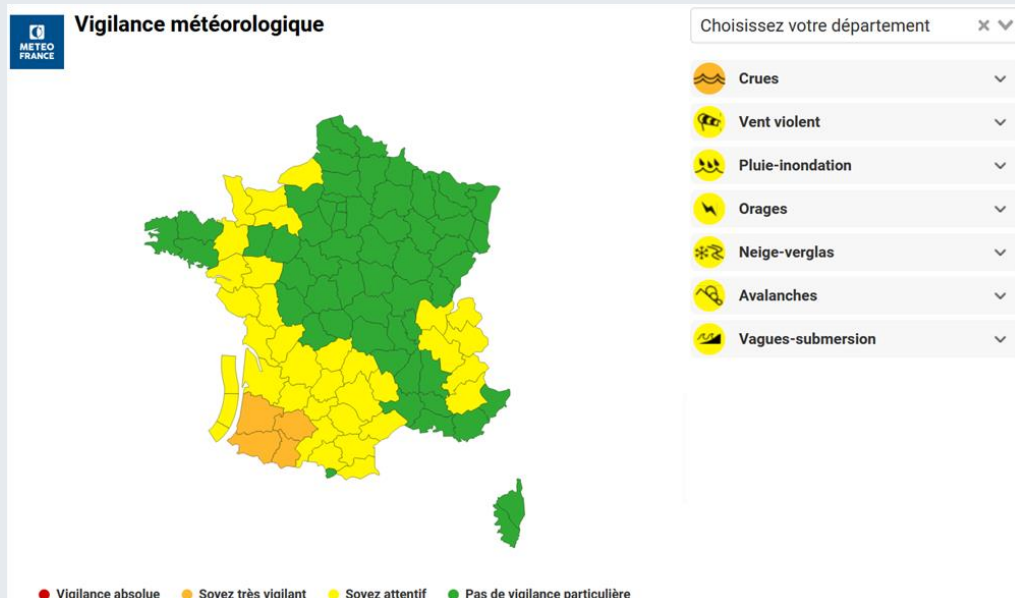 METEO
FRANCE
Vigilance météorologique
Choisissez votre département
Crues
Vent violent
Pluie-inondation
Orages
Neige-verglas
Avalanches
Vagues-submersion
Vigilance absolue
Soyez très vigilant
Soyez attentif
Pas de vigilance particulière